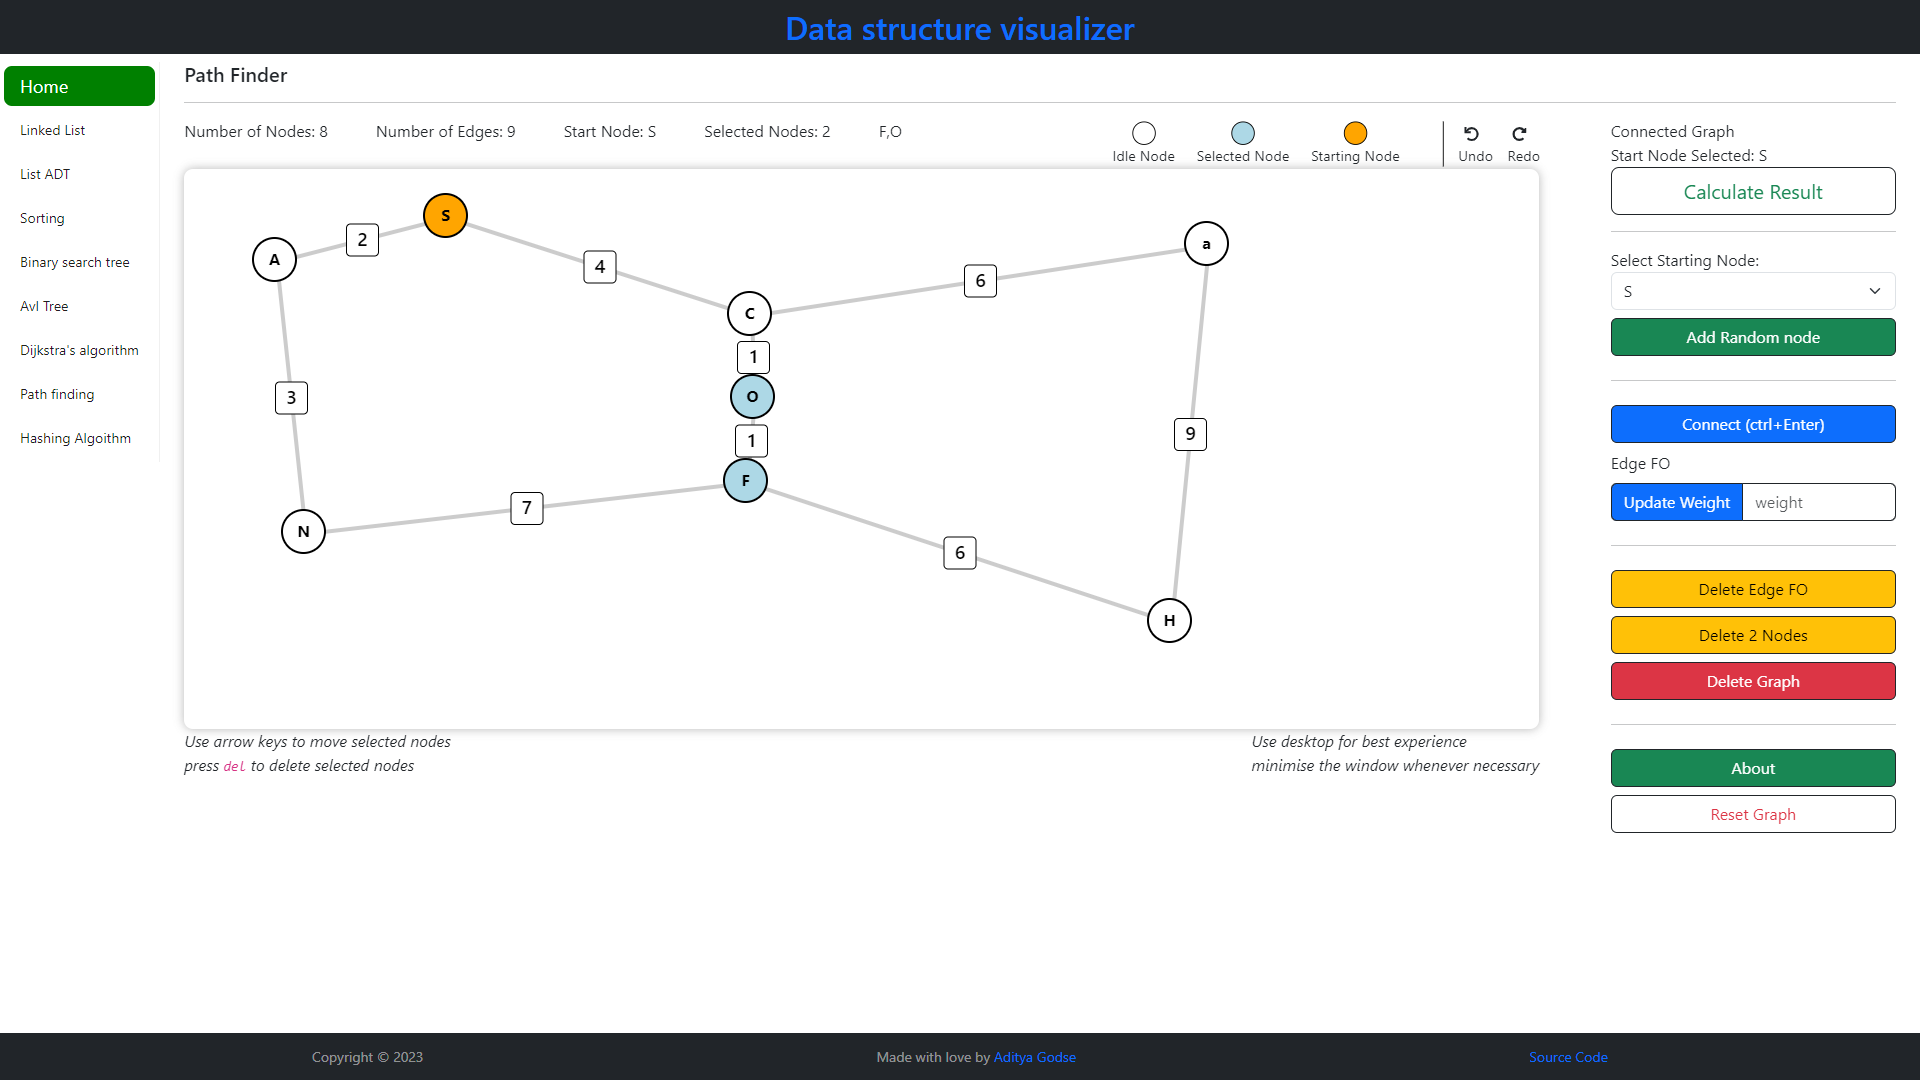 Data structure visualizer
Home
Linked List
List ADT
Sorting
Binary search tree
Avl Tree
Dijkstra's algorithm
Path finding
Hashing Algoithm
Path Finder
Number of Nodes: 8 Number of Edges: 9 Start Node: S Selected Nodes: 2 F,O
Idle Node Selected Node Starting Node Undo Redo
S
A
2
4
a
6
C
1
O
3
9
1
F
7
N
6
H
Use arrow keys to move selected nodes
press del to delete selected nodes
Use desktop for best experience
minimise the window whenever necessary
Connected Graph
Start Node Selected: S
Calculate Result
Select Starting Node:
S
Add Random node
Connect (ctrl+Enter)
Edge FO
Update Weight weight
Delete Edge FO
Delete 2 Nodes
Delete Graph
About
Reset Graph
Copyright © 2023 Made with love by Aditya Godse Source Code